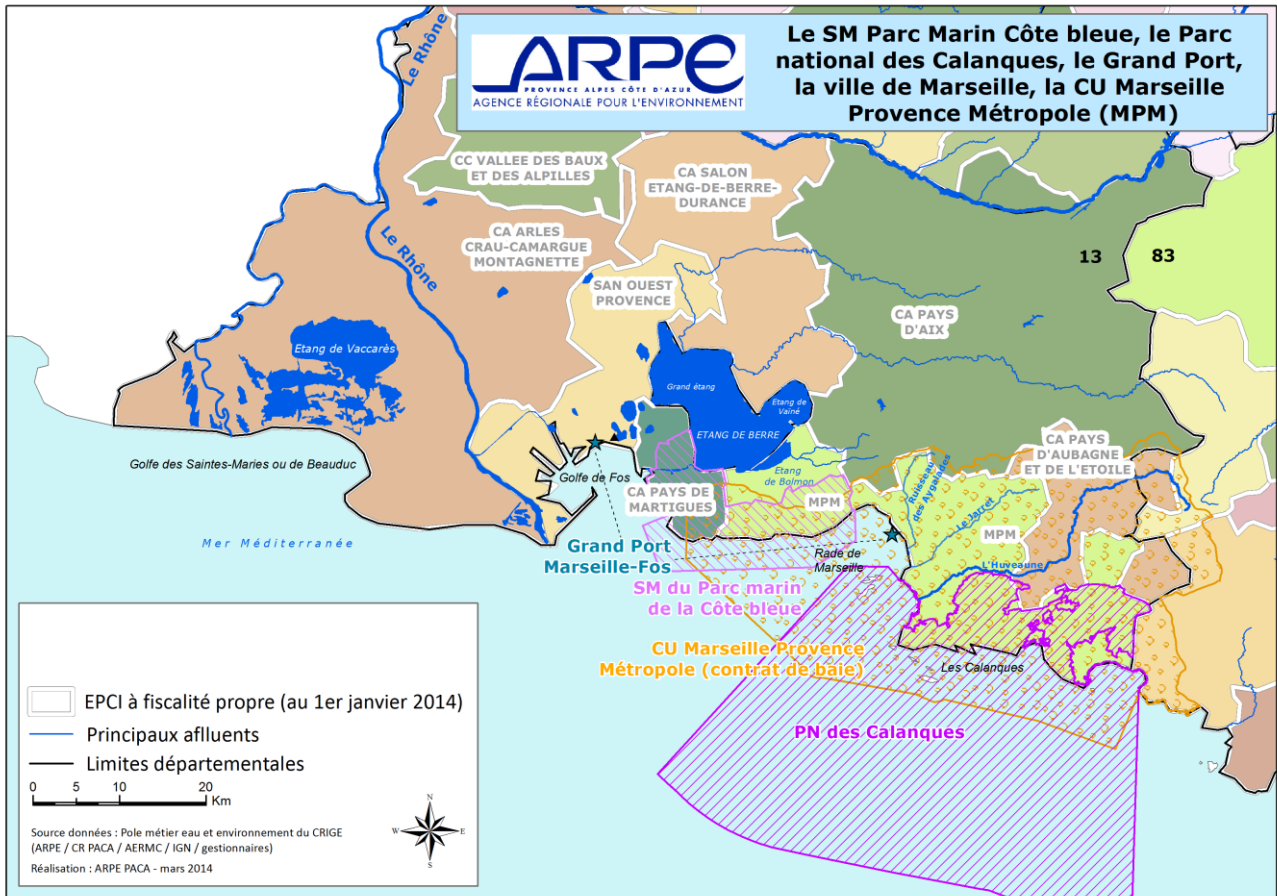 ARPE
PROVENCE ALPES CÔTE D'AZUR
AGENCE RÉGIONALE POUR L'ENVIRONNEMENT
Le SM Parc Marin Côte bleue, le Parc
national des Calanques, le Grand Port,
la ville de Marseille, la CU Marseille
Provence Métropole (MPM)
Le Rhône
CC VALLEE DES BAUX
ET DES ALPILLES
CA SALON
ETANG-DE-BERRE-
DURANCE
CA ARLES
CRAU-CAMARGUE
MONTAGNETTE
Le Rhône
13
83
SAN OUEST
PROVENCE
CA PAYS
D'AIX
Etang de Vaccarès
Grand étang
Etang de
Vaïné
ETANG DE BERRE
Golfe des Saintes-Maries ou de Beauduc
Golfe de Fos
Etang
de Bolmon
CA PAYS
D'AUBAGNE
ET DE L'ETOILE
Ruisseau
des Aygalades
CA PAYS DE
MARTIGUES
MPM
Le Jarret
MPM
Mer Méditerranée
Grand Port
Marseille-Fos
Rade de
Marseille
L'Huveaune
SM du Parc marin
de la Côte bleue
CU Marseille Provence
Métropole (contrat de baie)
Les Calanques
PN des Calanques
EPCI à fiscalité propre (au 1er janvier 2014)
Principaux afluents
Limites départementales
0 5 10 20
Km
N
W E
S
Source données : Pole métier eau et environnement du CRIGE
(ARPE / CR PACA / AERMC / IGN / gestionnaires)
Réalisation : ARPE PACA - mars 2014